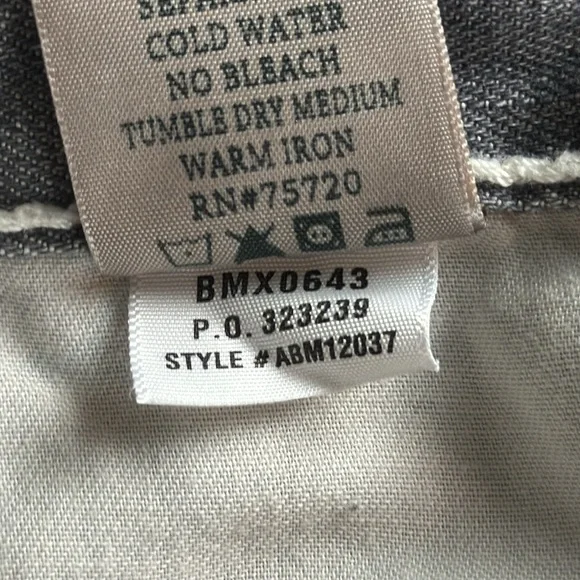 COLD WATER
NO BLEACH
TUMBLE DRY MEDIUM
WARM IRON
RN#75720
BMX0643
P.O. 323239
STYLE # ABM12037